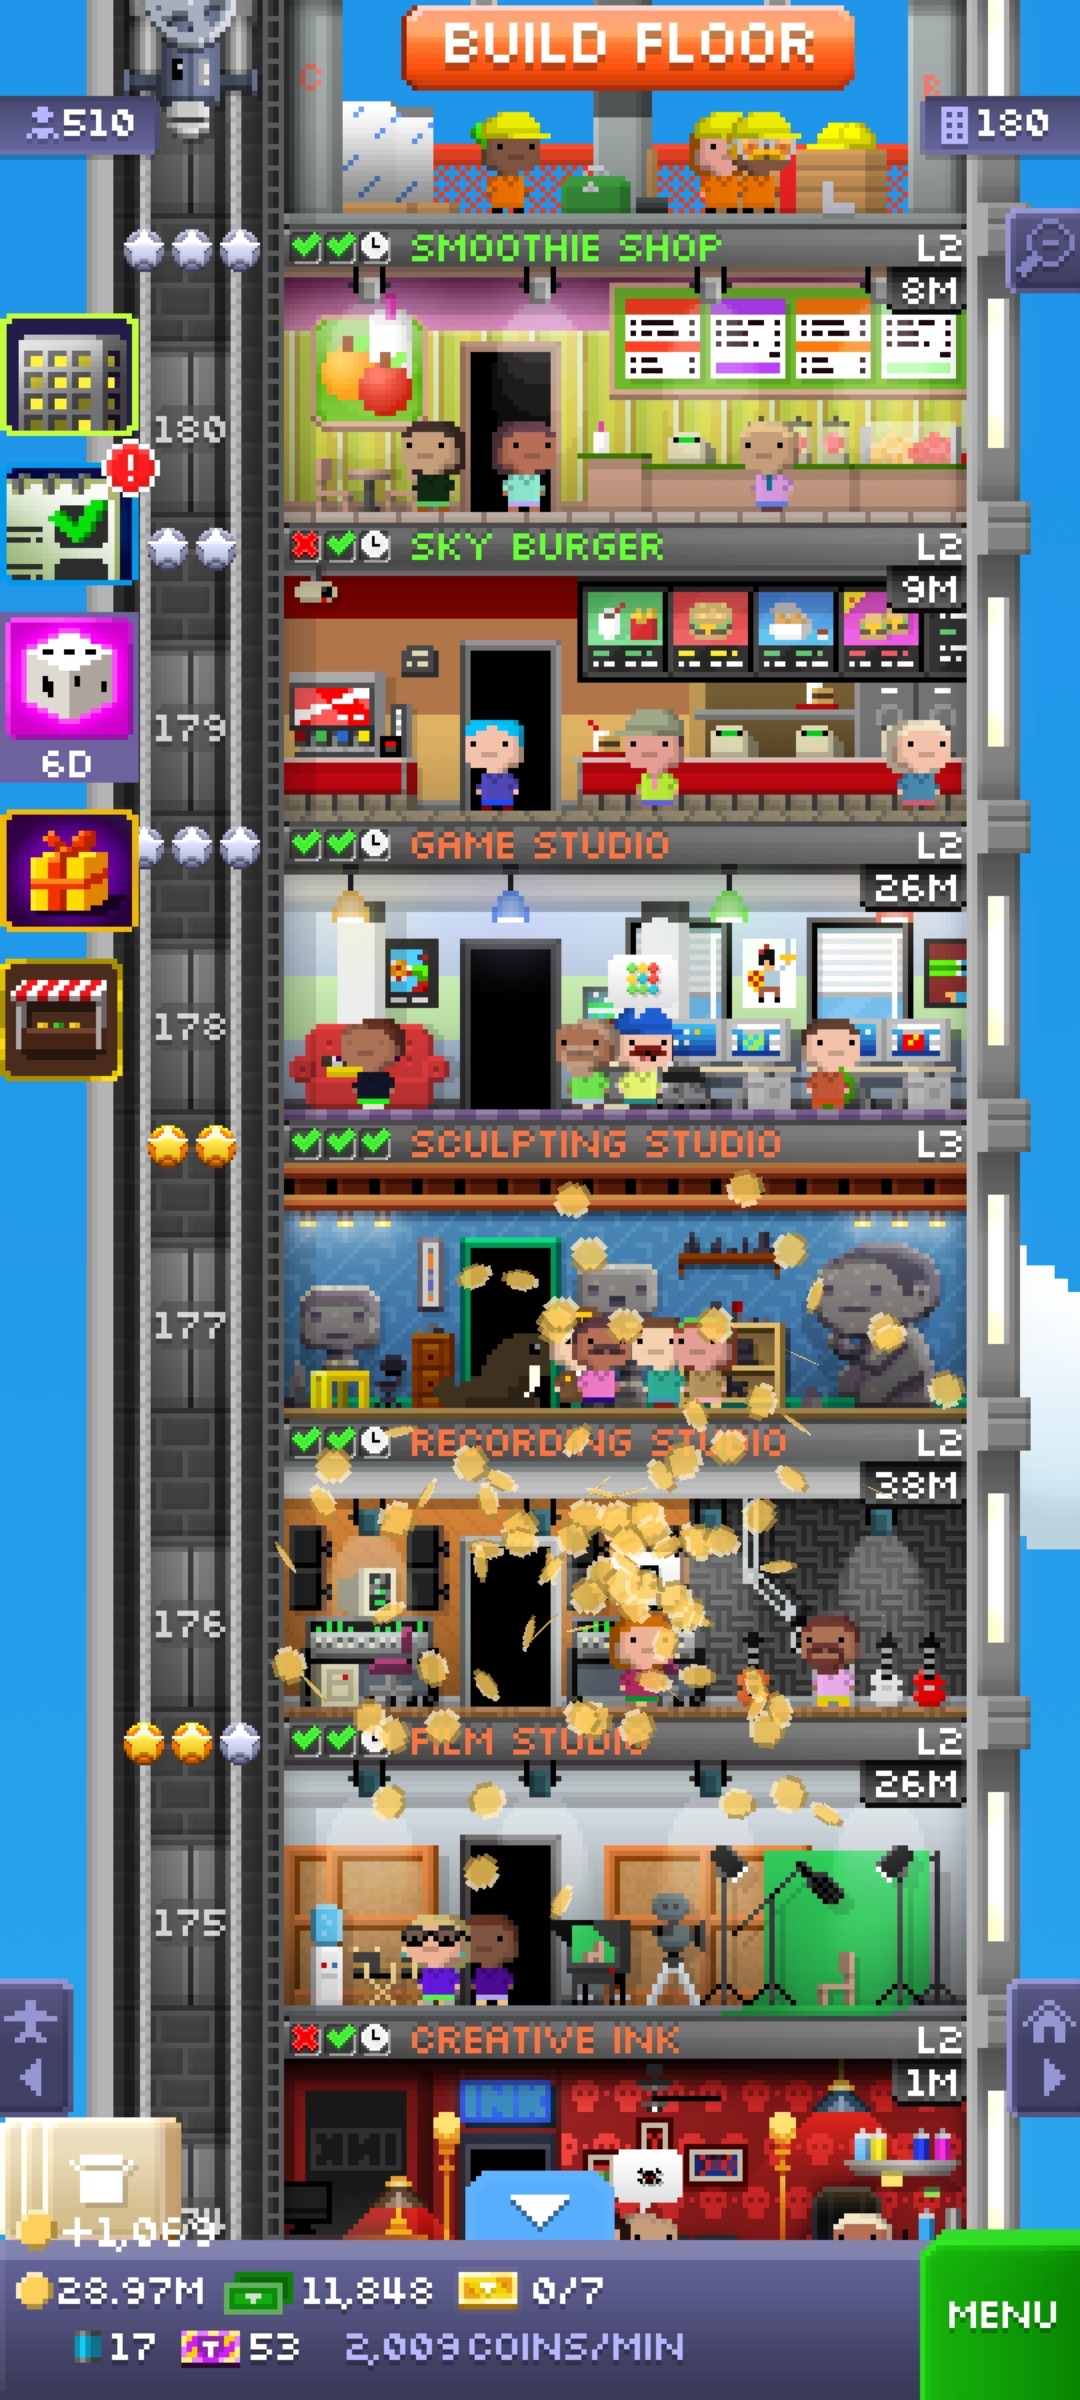 BUILD FLOOR
C
R
510
180
SMOOTHIE SHOP
L2
8M
180
SKY BURGER
L2
9M
179
6D
GAME STUDIO
L2
26M
178
SCULPTING STUDIO
L3
177
RECORDING STUDIO
L2
38M
176
FILM STUDIO
L2
26M
175
CREATIVE INK
L2
1M
INK
+1,069
28.97M
11,848
0/7
MENU
17
T
53
2,009 COINS/MIN